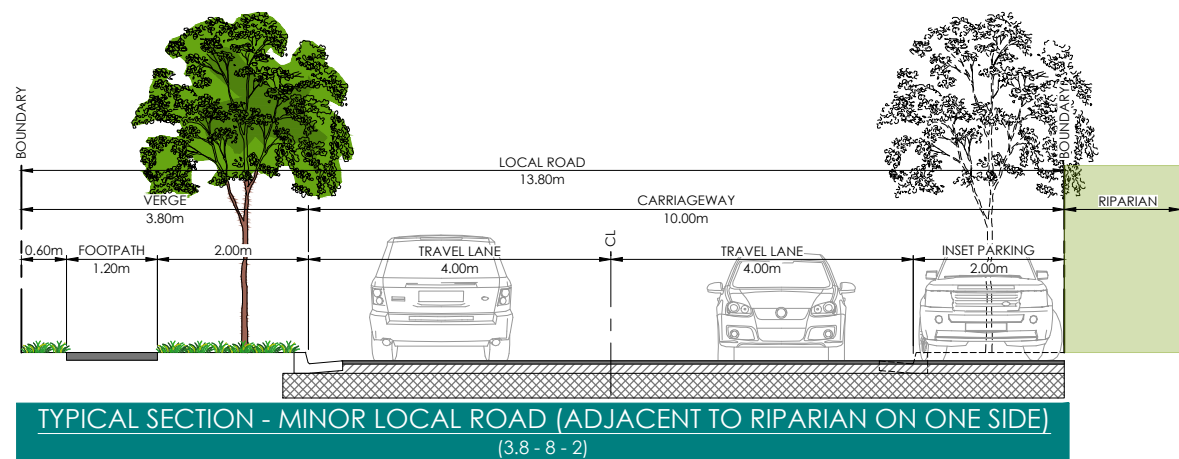 BOUNDARY
BOUNDARY
LOCAL ROAD
13.80m
VERGE
3.80m
CARRIAGEWAY
10.00m
RIPARIAN
0.60m
FOOTPATH
1.20m
2.00m
TRAVEL LANE
4.00m
CL
TRAVEL LANE
4.00m
INSET PARKING
2.00m
TYPICAL SECTION - MINOR LOCAL ROAD (ADJACENT TO RIPARIAN ON ONE SIDE)
(3.8 - 8 - 2)